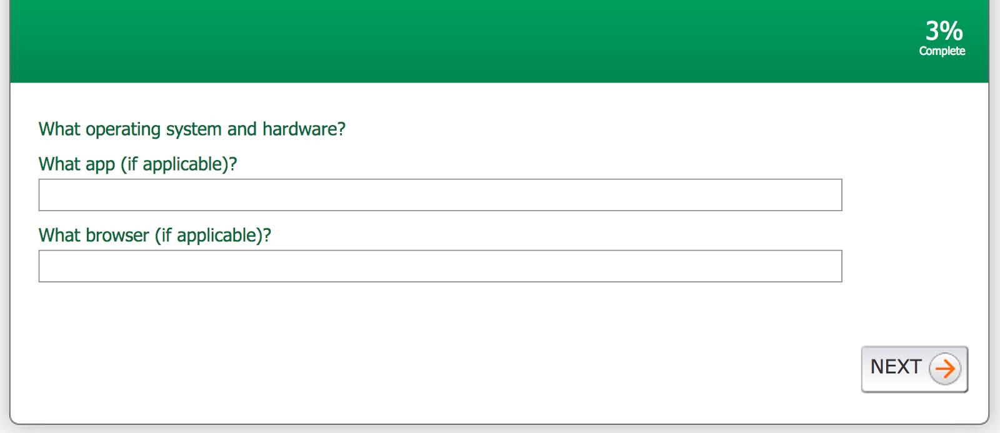 3%
Complete
What operating system and hardware?
What app (if applicable)?
What browser (if applicable)?
NEXT